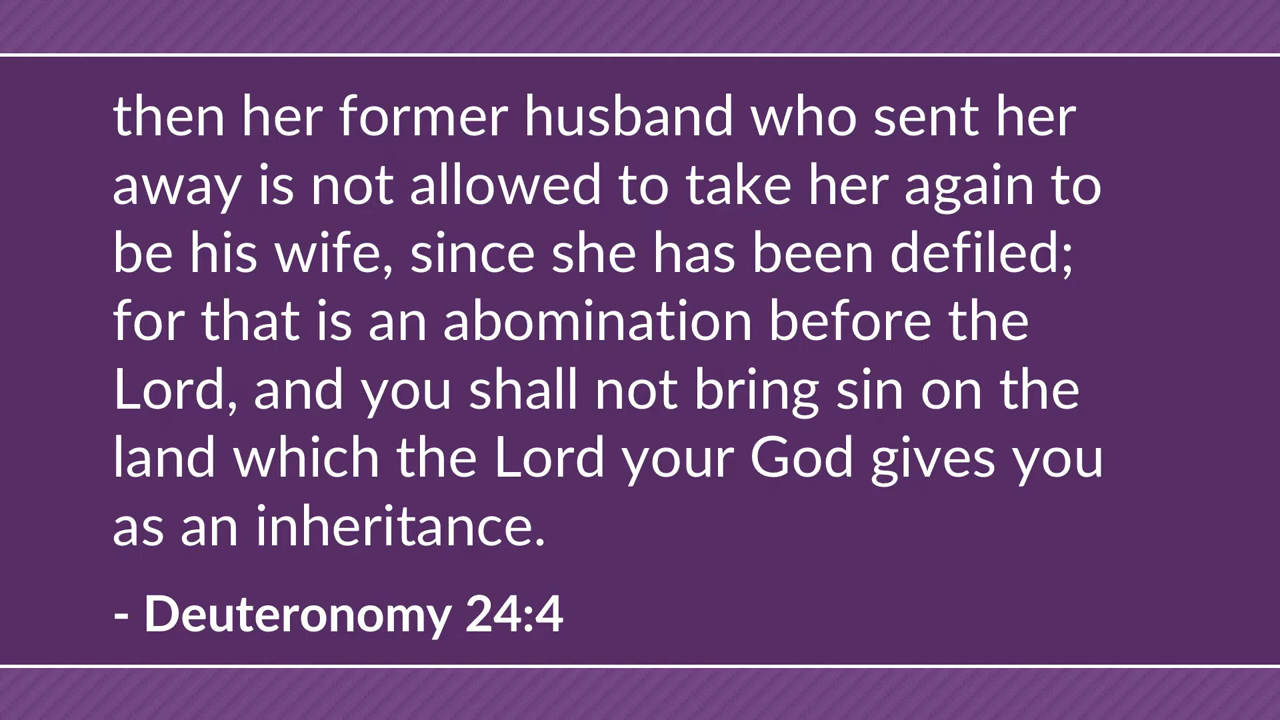 then her former husband who sent her
away is not allowed to take her again to
be his wife, since she has been defiled;
for that is an abomination before the
Lord, and you shall not bring sin on the
land which the Lord your God gives you
as an inheritance.
- Deuteronomy 24:4